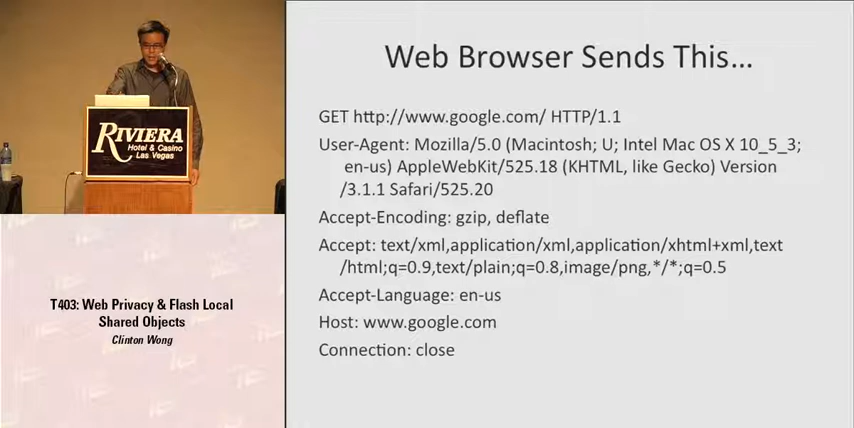 RIVIERA
Hotel & Casino
Las Vegas
T403: Web Privacy & Flash Local
Shared Objects
Clinton Wong
Web Browser Sends This...
GET http://www.google.com/ HTTP/1.1
User-Agent: Mozilla/5.0 (Macintosh; U; Intel Mac OS X 10_5_3;
en-us) AppleWebKit/525.18 (KHTML, like Gecko) Version
/3.1.1 Safari/525.20
Accept-Encoding: gzip, deflate
Accept: text/xml,application/xml,application/xhtml+xml,text
/html;q=0.9,text/plain;q=0.8,image/png,*/*;q=0.5
Accept-Language: en-us
Host: www.google.com
Connection: close